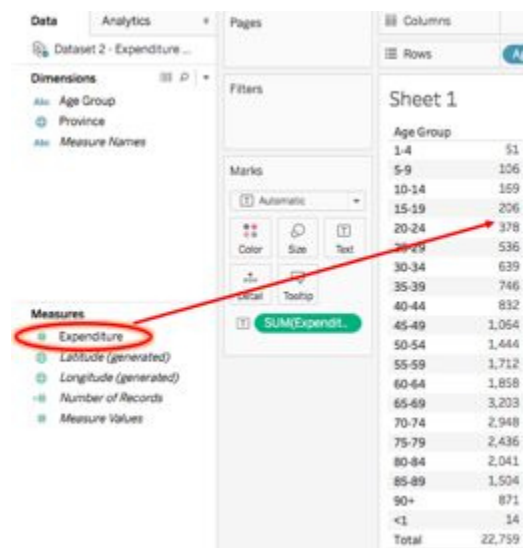 Data Analytics
Dataset 2 - Expenditure ...
Dimensions
Abc Age Group
Province
Abc Measure Names
Measures
Expenditure
Latitude (generated)
Longitude (generated)
Number of Records
Measure Values
Pages
Filters
Marks
Automatic
Color Size Text
Detail Tooltip
SUM(Expendit..
Columns
Rows
Sheet 1
Age Group
1-4 51
5-9 106
10-14 169
15-19 206
20-24 378
25-29 536
30-34 639
35-39 746
40-44 832
45-49 1,064
50-54 1,444
55-59 1,712
60-64 1,858
65-69 3,203
70-74 2,948
75-79 2,436
80-84 2,041
85-89 1,504
90+ 871
<1 14
Total 22,759